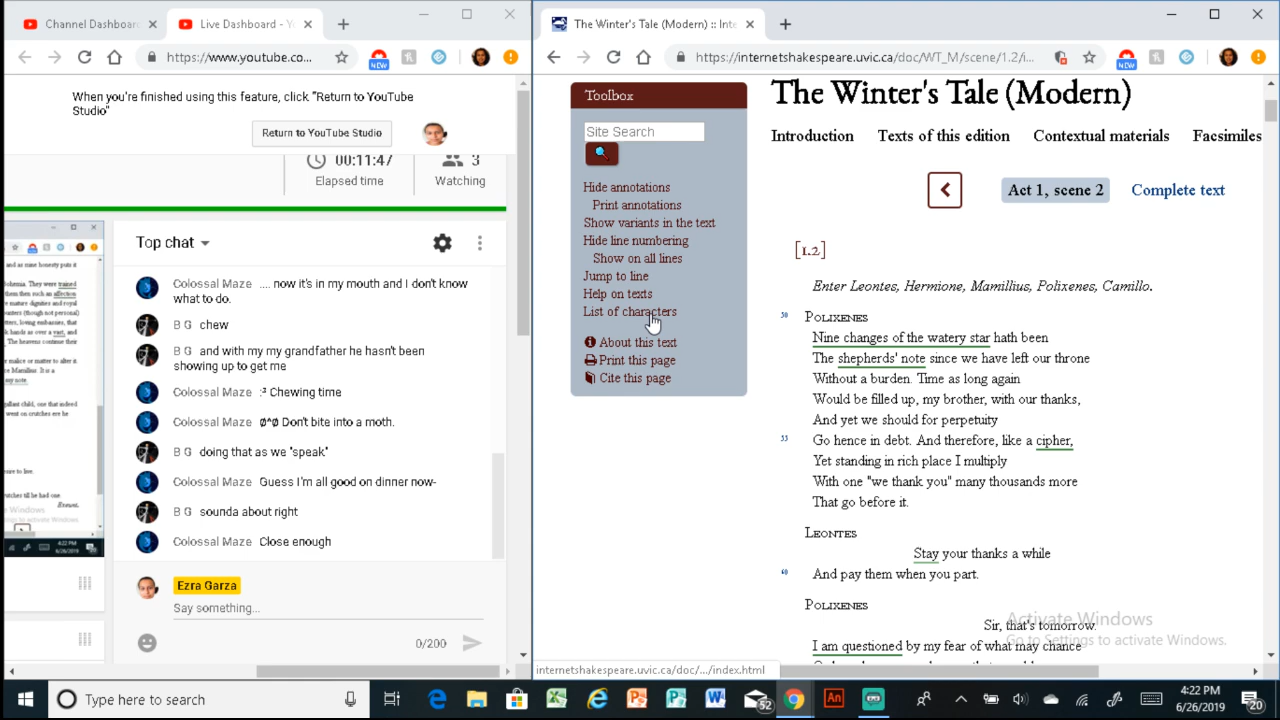 Channel Dashboard
Live Dashboard - Y
https://www.youtube.co...
NEW
When you're finished using this feature, click "Return to YouTube
Studio"
Return to YouTube Studio
00:11:47
3
Elapsed time
Watching
Top chat
Colossal Maze .... now it's in my mouth and I don't know
what to do.
B G chew
B G and with my my grandfather he hasn't been
showing up to get me
Colossal Maze :³ Chewing time
Colossal Maze ∅^∅ Don't bite into a moth.
B G doing that as we "speak"
Colossal Maze Guess I'm all good on dinner now-
B G sounda about right
Colossal Maze Close enough
Ezra Garza
Say something...
0/200
The Winter's Tale (Modern) :: Inte
https://internetshakespeare.uvic.ca/doc/WT_M/scene/1.2/i...
NEW
Toolbox
Site Search
Hide annotations
Print annotations
Show variants in the text
Hide line numbering
Show on all lines
Jump to line
Help on texts
List of characters
About this text
Print this page
Cite this page
The Winter's Tale (Modern)
Introduction Texts of this edition Contextual materials Facsimiles
Act 1, scene 2 Complete text
[1.2]
Enter Leontes, Hermione, Mamillius, Polixenes, Camillo.
50 Polixenes
Nine changes of the watery star hath been
The shepherds' note since we have left our throne
Without a burden. Time as long again
Would be filled up, my brother, with our thanks,
And yet we should for perpetuity
55 Go hence in debt. And therefore, like a cipher,
Yet standing in rich place I multiply
With one "we thank you" many thousands more
That go before it.
Leontes
Stay your thanks a while
60 And pay them when you part.
Polixenes
Sir, that's tomorrow.
I am questioned by my fear of what may chance
Activate Windows
Go to Settings to activate Windows.
internetshakespeare.uvic.ca/doc/.../index.html
Type here to search
52
An
4:22 PM
6/26/2019
20